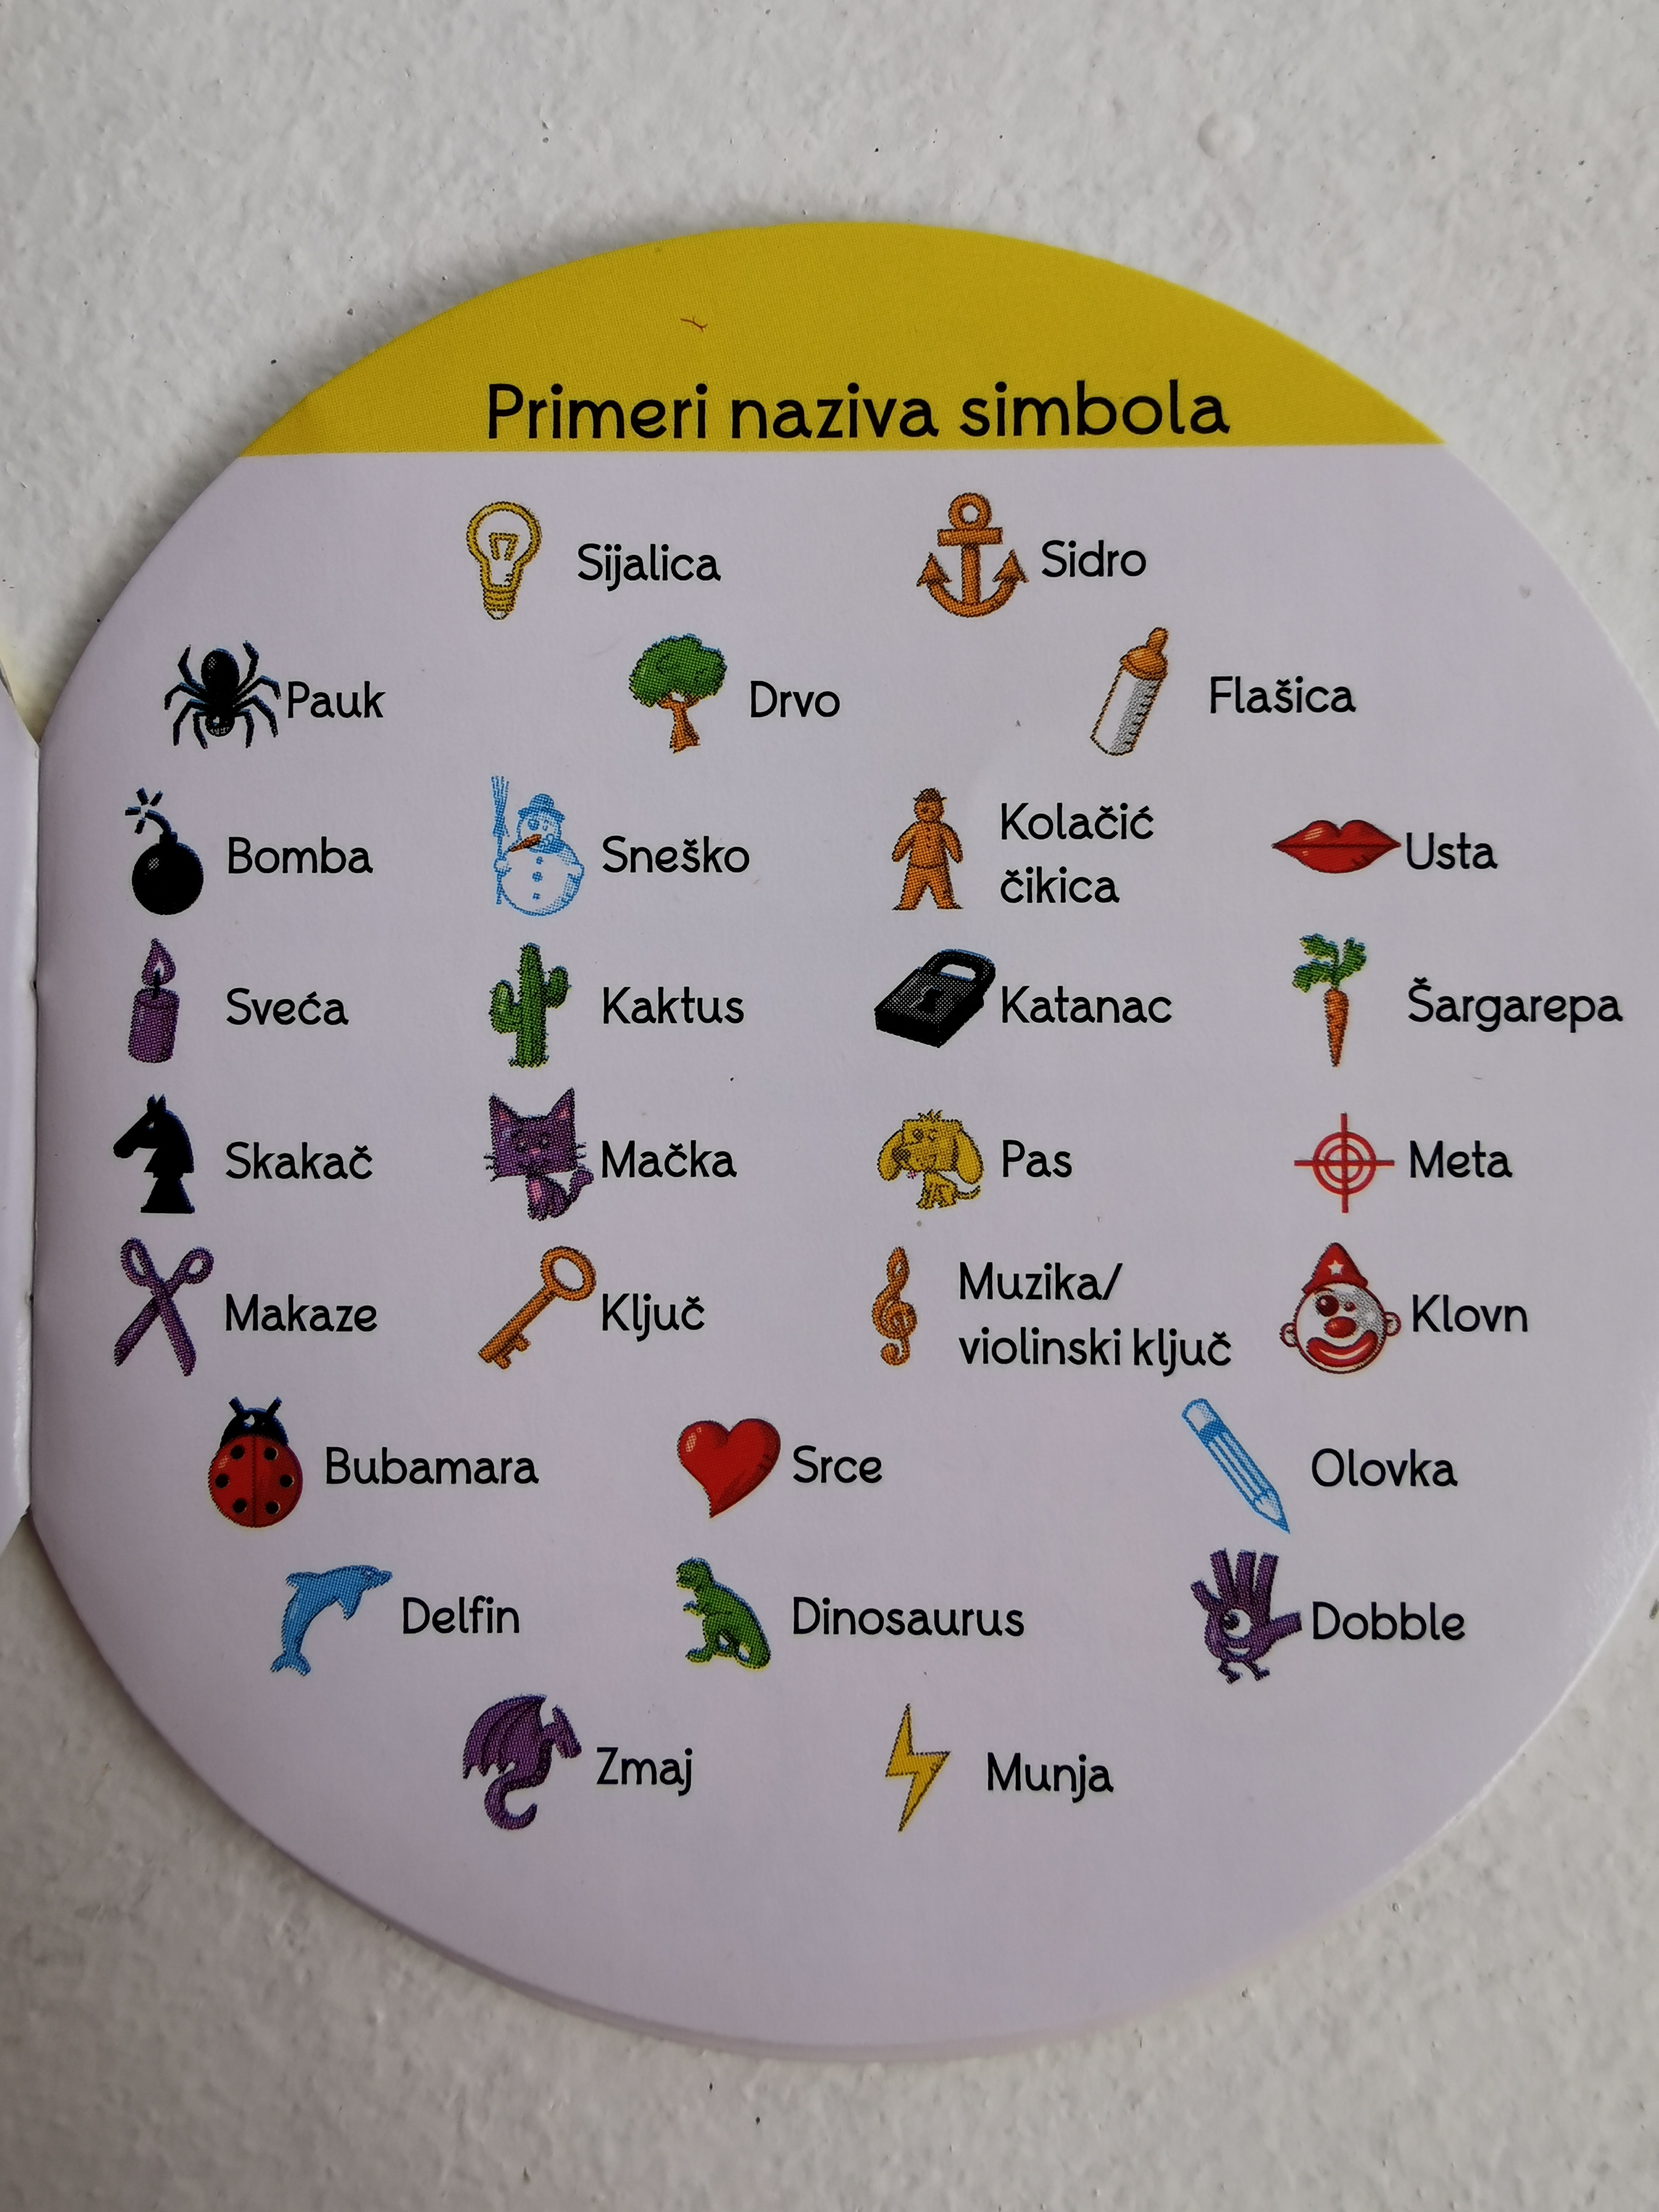 Primeri naziva simbola
Sijalica
Sidro
Pauk
Drvo
Flašica
Bomba
Sneško
Kolačić
čikica
Usta
Sveća
Kaktus
Katanac
Šargarepa
Skakač
Mačka
Pas
Meta
Makaze
Ključ
Muzika/
violinski ključ
Klovn
Bubamara
Srce
Olovka
Delfin
Dinosaurus
Dobble
Zmaj
Munja